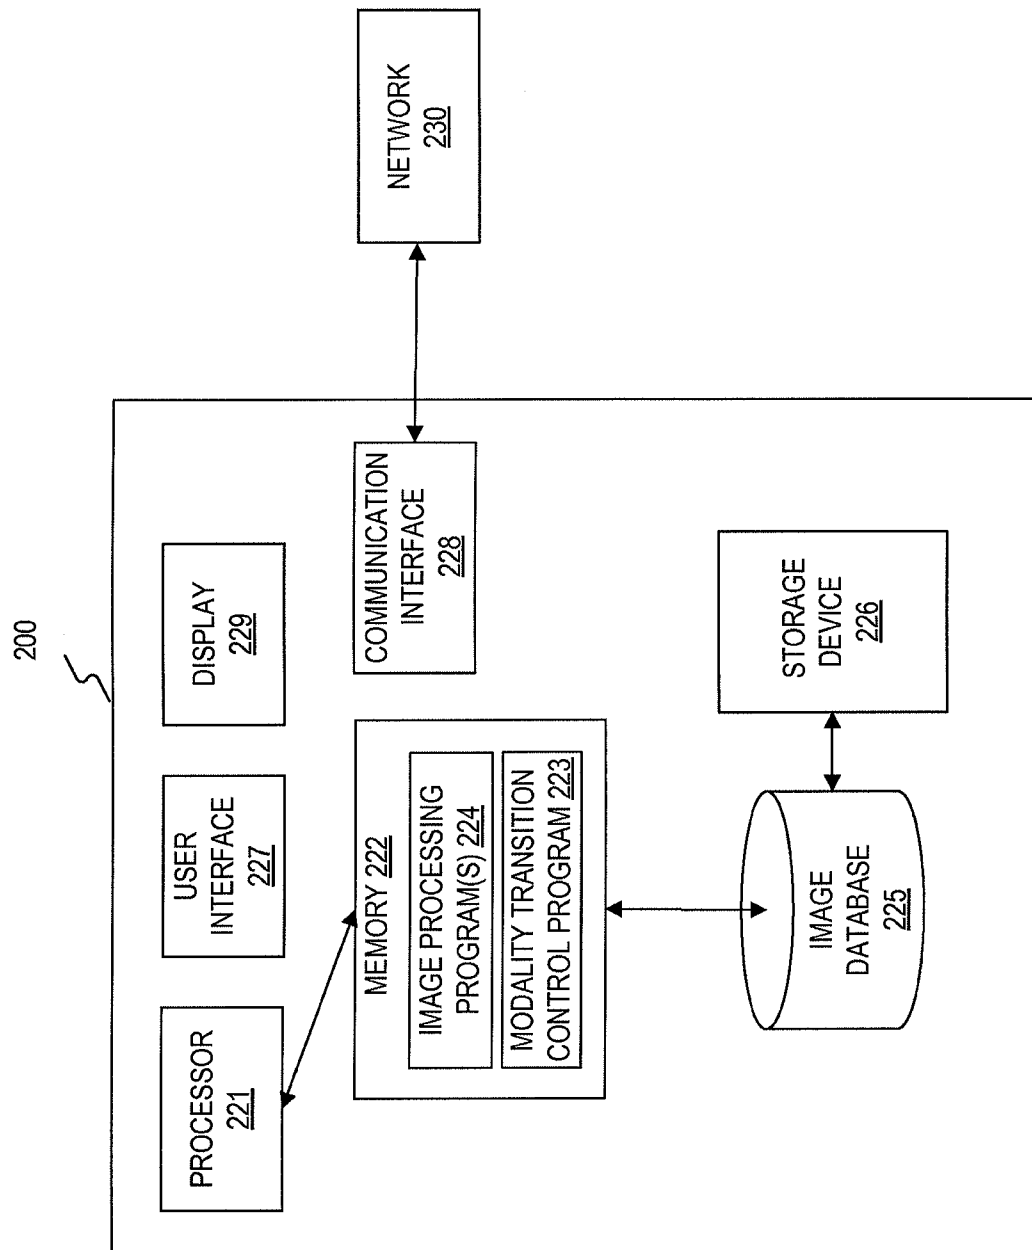 200
PROCESSOR
221
USER
INTERFACE
227
DISPLAY
229
MEMORY 222
IMAGE PROCESSING
PROGRAM(S) 224
MODALITY TRANSITION
CONTROL PROGRAM 223
COMMUNICATION
INTERFACE
228
NETWORK
230
IMAGE
DATABASE
225
STORAGE
DEVICE
226